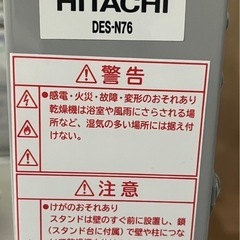 HITACHI
DES-N76
警告
●感電・火災・故障・変形のおそれあり
乾燥機は浴室や風雨にさらされる場
所など、湿気の多い場所には据え付
けない。
注意
●けがのおそれあり
スタンドは壁のすぐ前に設置し、鎖
(スタンド台に付属)で壁や柱につな